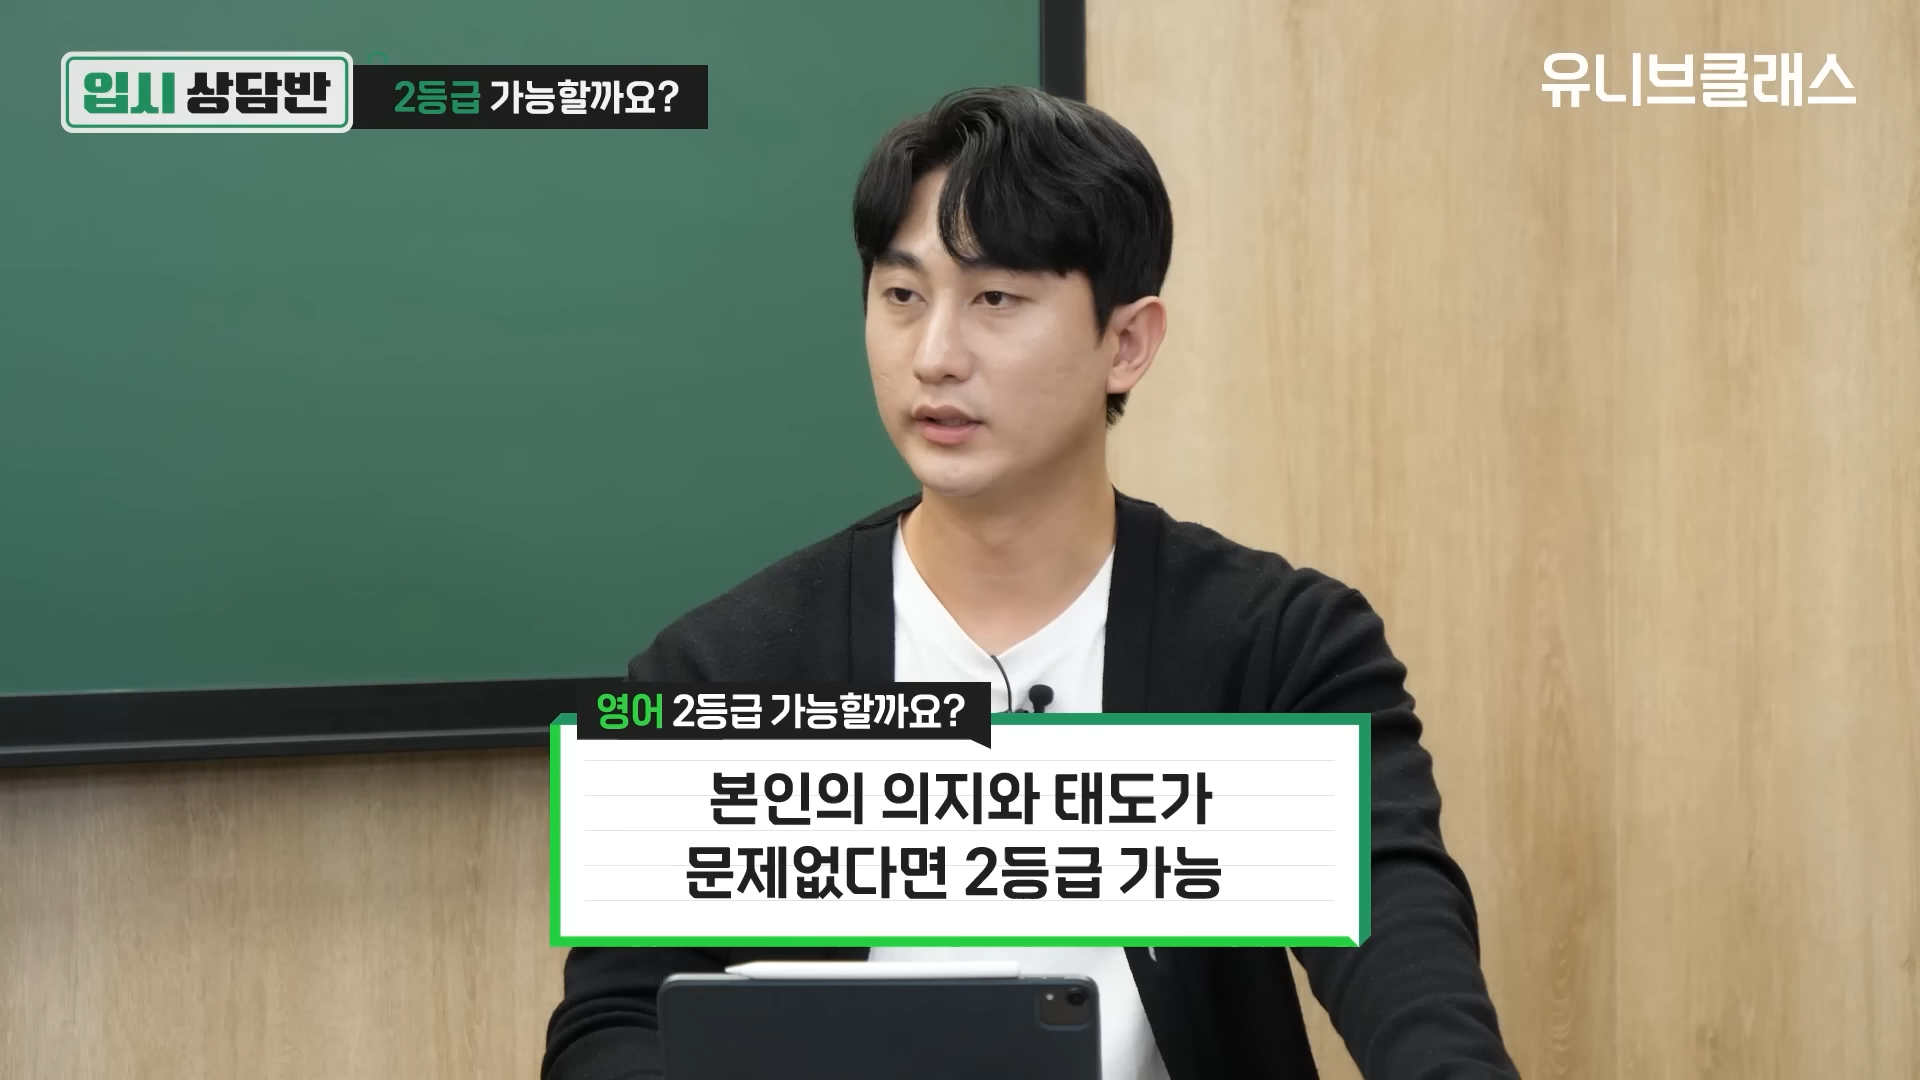 입시 상담반
2등급 가능할까요?
유니브클래스
영어 2등급 가능할까요?
본인의 의지와 태도가
문제없다면 2등급 가능